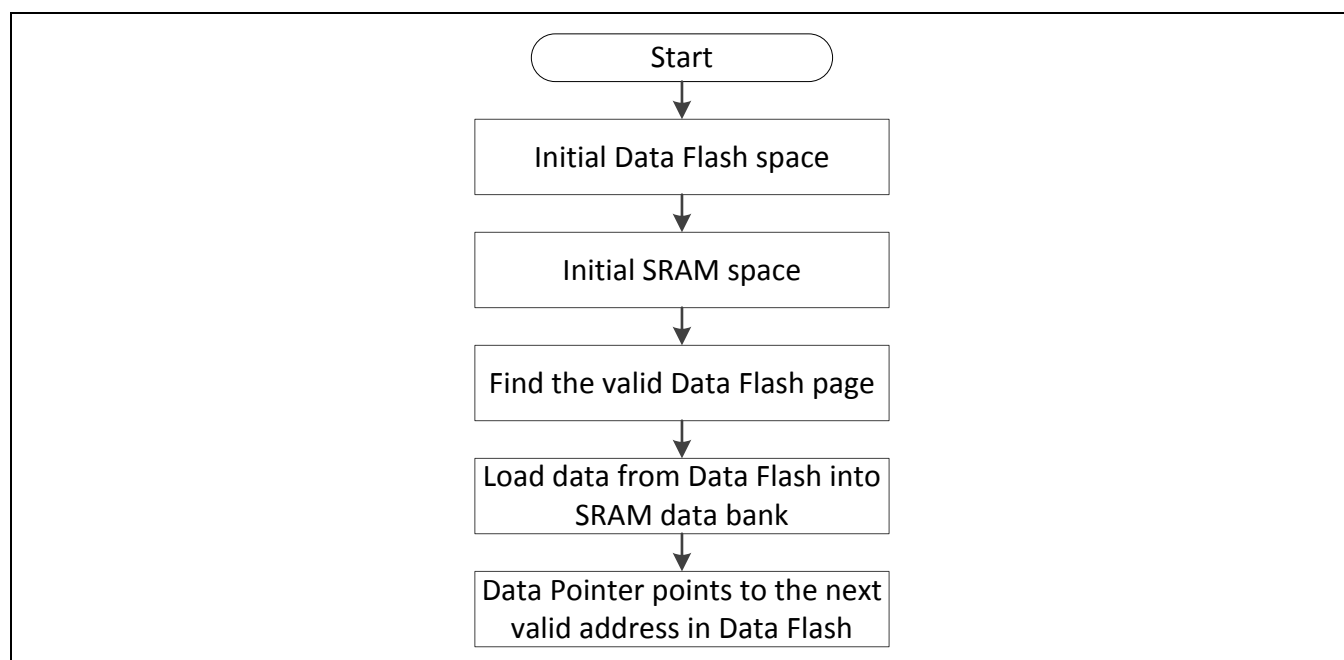 Start
Initial Data Flash space
Initial SRAM space
Find the valid Data Flash page
Load data from Data Flash into
SRAM data bank
Data Pointer points to the next
valid address in Data Flash